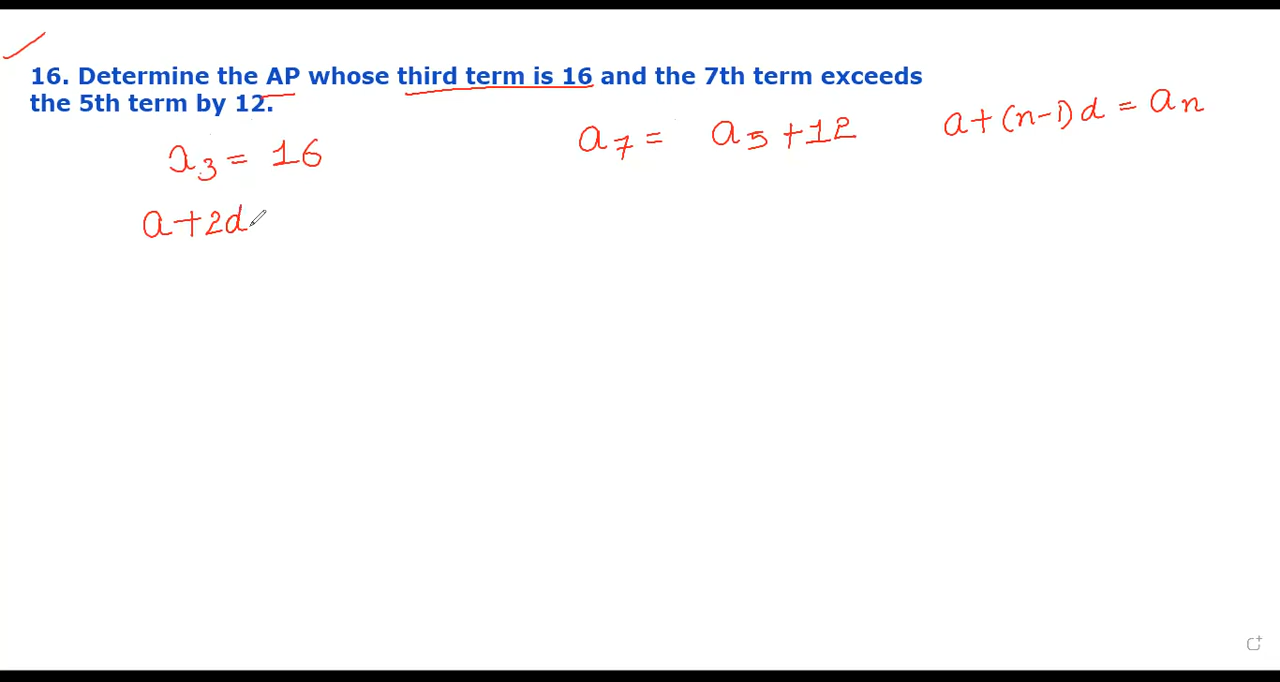 16. Determine the AP whose third term is 16 and the 7th term exceeds
the 5th term by 12.
a₃ = 16
a₇ = a₅ + 12
a + (n-1)d = aₙ
a + 2d